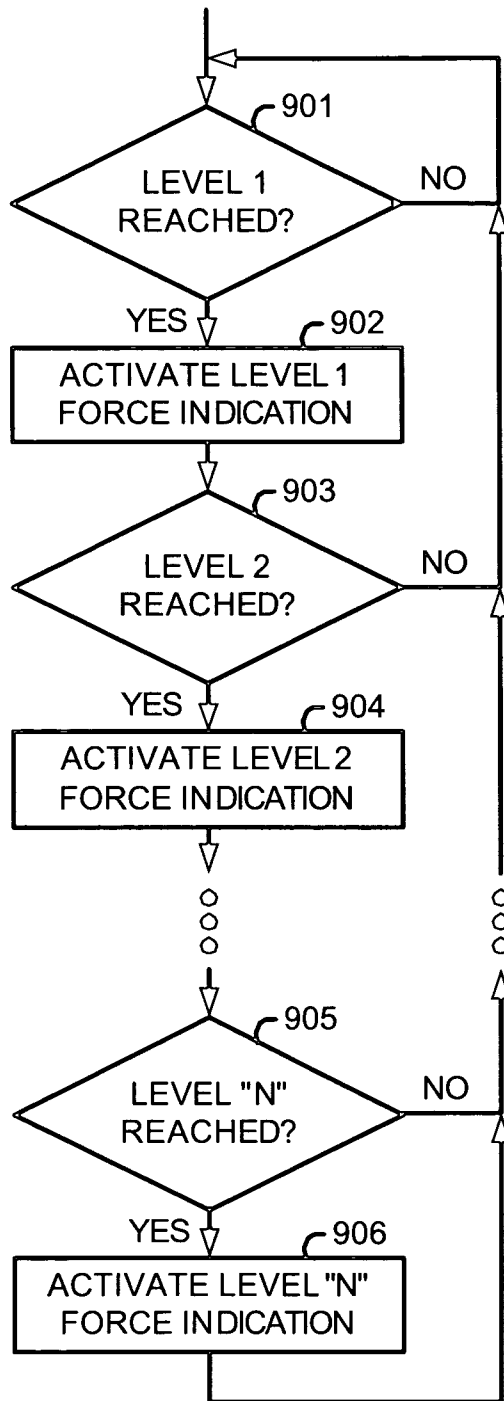 901
LEVEL 1
REACHED?
NO
YES
902
ACTIVATE LEVEL 1
FORCE INDICATION
903
LEVEL 2
REACHED?
NO
YES
904
ACTIVATE LEVEL 2
FORCE INDICATION
905
LEVEL "N"
REACHED?
NO
YES
906
ACTIVATE LEVEL "N"
FORCE INDICATION